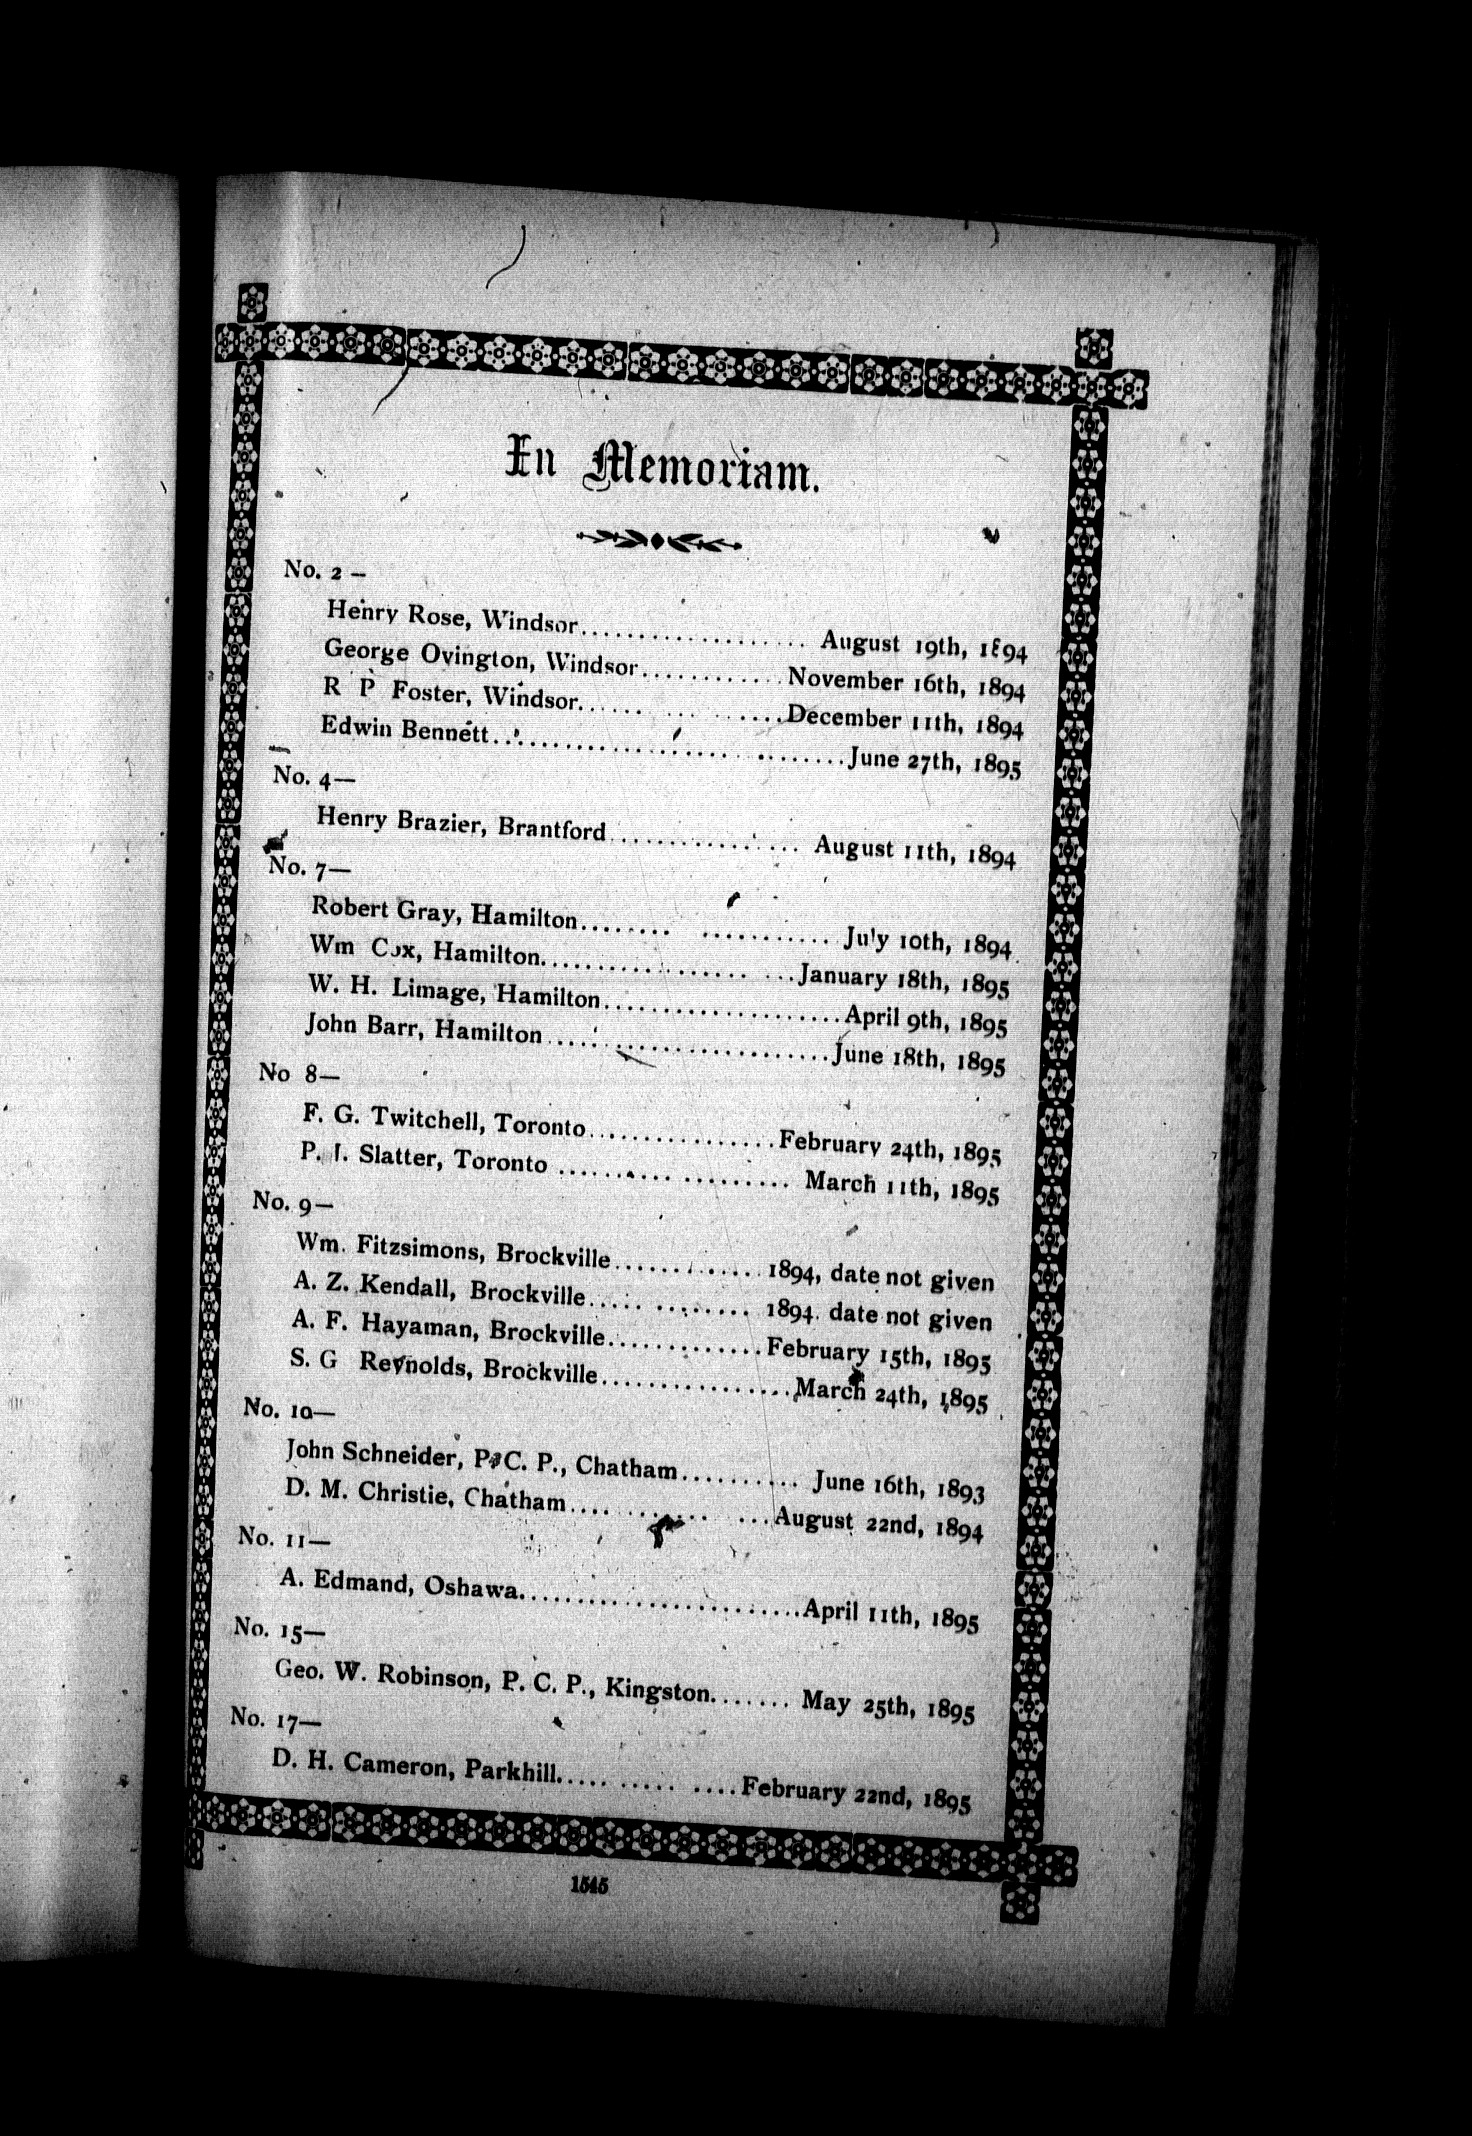 In Memoriam.
No. 2 –
Henry Rose, Windsor.................... August 19th, 1894
George Ovington, Windsor............November 16th, 1894
R P Foster, Windsor...... ... ....December 11th, 1894
Edwin Bennett.............................June 27th, 1895
No. 4—
Henry Brazier, Brantford................ August 11th, 1894
No. 7—
Robert Gray, Hamilton........ ........... July 10th, 1894
Wm Cox, Hamilton.................. ...January 18th, 1895
W. H. Limage, Hamilton....................April 9th, 1895
John Barr, Hamilton........................June 18th, 1895
No 8—
F. G. Twitchell, Toronto................February 24th, 1895
P. I. Slatter, Toronto .......... ......... March 11th, 1895
No. 9—
Wm. Fitzsimons, Brockville............. 1894, date not given
A. Z. Kendall, Brockville..... ........ 1894. date not given
A. F. Hayaman, Brockville.............February 15th, 1895
S. G Reynolds, Brockville................March 24th, 1895
No. 10—
John Schneider, P. C. P., Chatham.......... June 16th, 1893
D. M. Christie, Chatham.... ....... ...August 22nd, 1894
No. 11—
A. Edmand, Oshawa........................April 11th, 1895
No. 15—
Geo. W. Robinson, P. C. P., Kingston....... May 25th, 1895
No. 17—
D. H. Cameron, Parkhill..... ..... ....February 22nd, 1895
1545